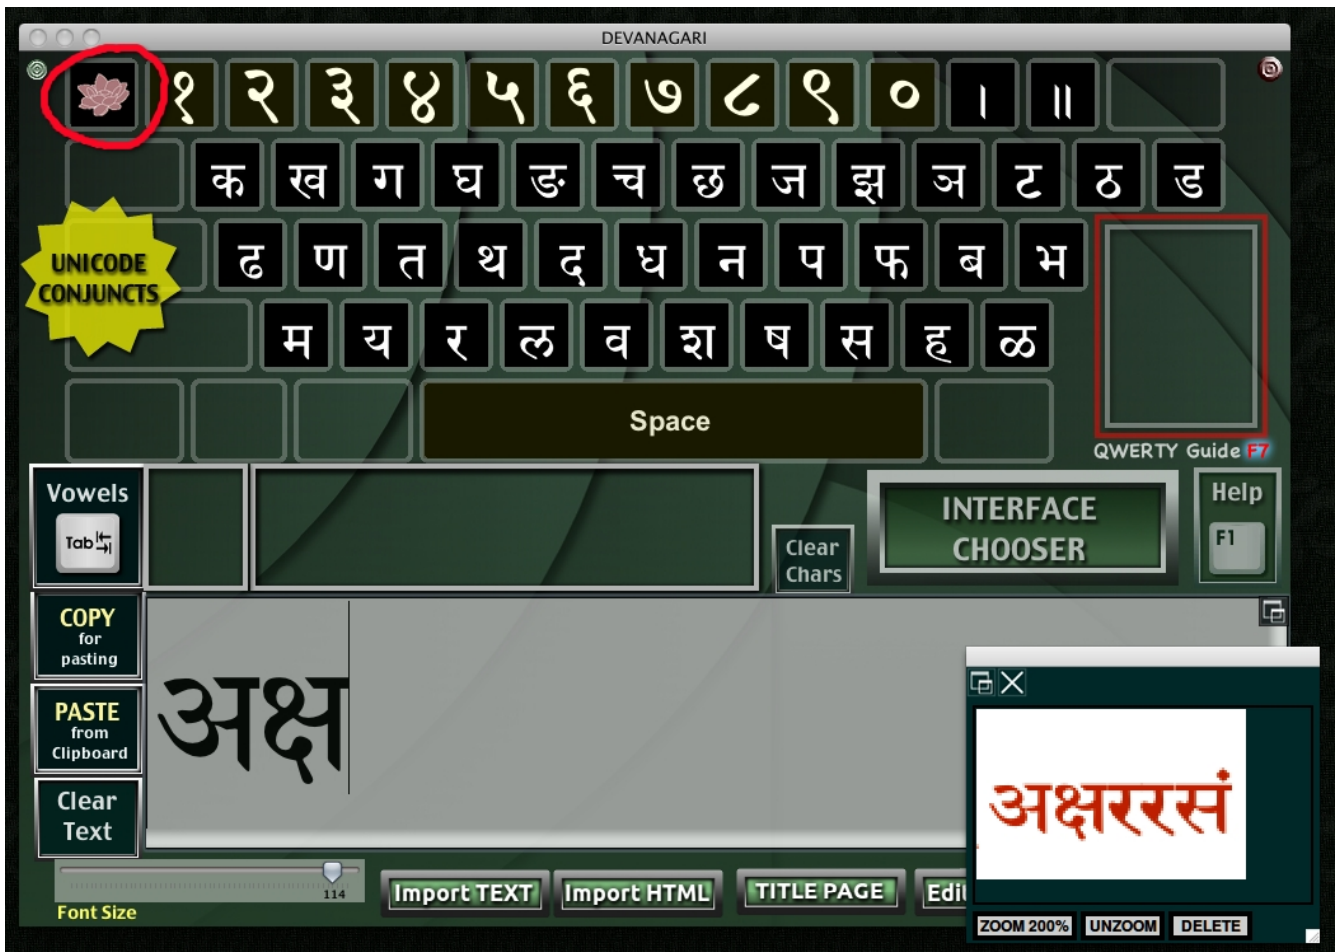 DEVANAGARI
१ २ ३ ४ ५ ६ ७ ८ ९ ० । ॥
क ख ग घ ङ च छ ज झ ञ ट ठ ड
ढ ण त थ द ध न प फ ब भ
UNICODE
CONJUNCTS
म य र ल व श ष स ह ळ
Space
QWERTY Guide F7
Vowels
Tab
Clear
Chars
INTERFACE
CHOOSER
Help
F1
COPY
for
pasting
PASTE
from
Clipboard
Clear
Text
अक्ष
अक्षररसं
114
Font Size
Import TEXT
Import HTML
TITLE PAGE
ZOOM 200%
UNZOOM
DELETE